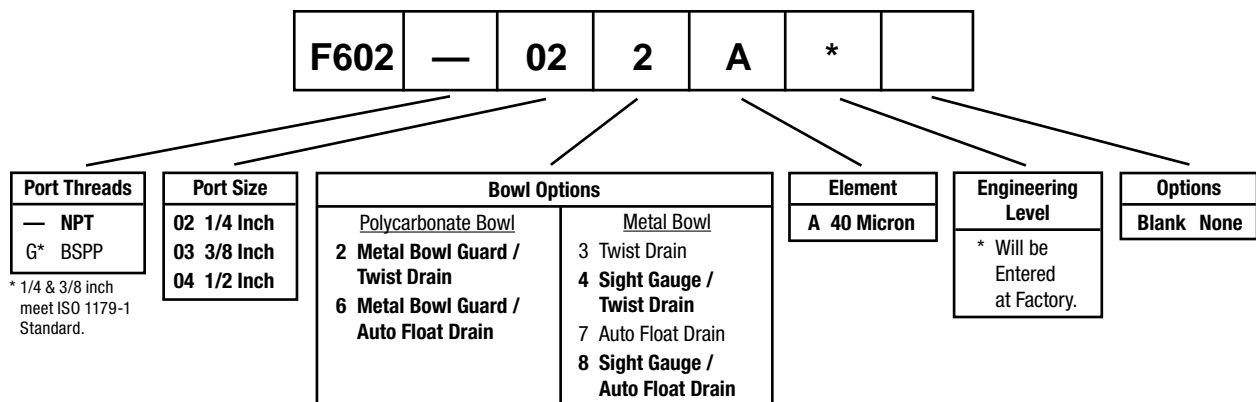 F602 — 02 2 A *
Port Threads
— NPT
G* BSPP
* 1/4 & 3/8 inch
meet ISO 1179-1
Standard.
Port Size
02 1/4 Inch
03 3/8 Inch
04 1/2 Inch
Bowl Options
Polycarbonate Bowl
2 Metal Bowl Guard /
Twist Drain
6 Metal Bowl Guard /
Auto Float Drain
Metal Bowl
3 Twist Drain
4 Sight Gauge /
Twist Drain
7 Auto Float Drain
8 Sight Gauge /
Auto Float Drain
Element
A 40 Micron
Engineering
Level
* Will be
Entered
at Factory.
Options
Blank None